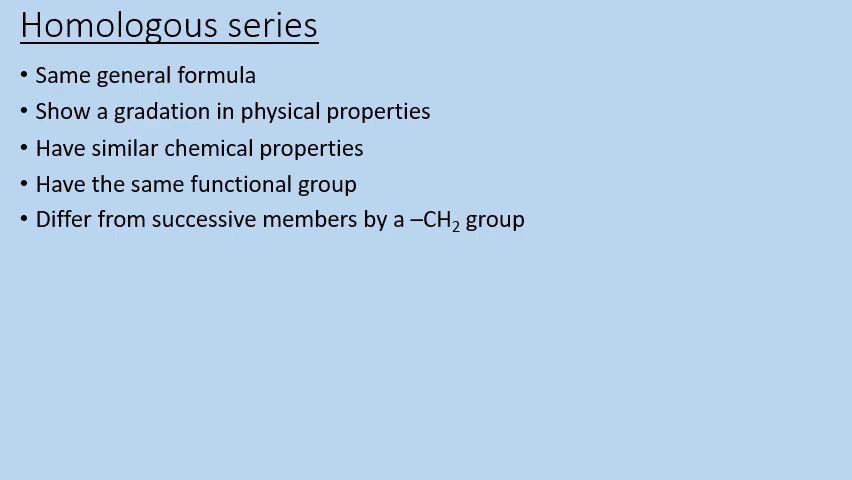 Homologous series
• Same general formula
• Show a gradation in physical properties
• Have similar chemical properties
• Have the same functional group
• Differ from successive members by a –CH₂ group